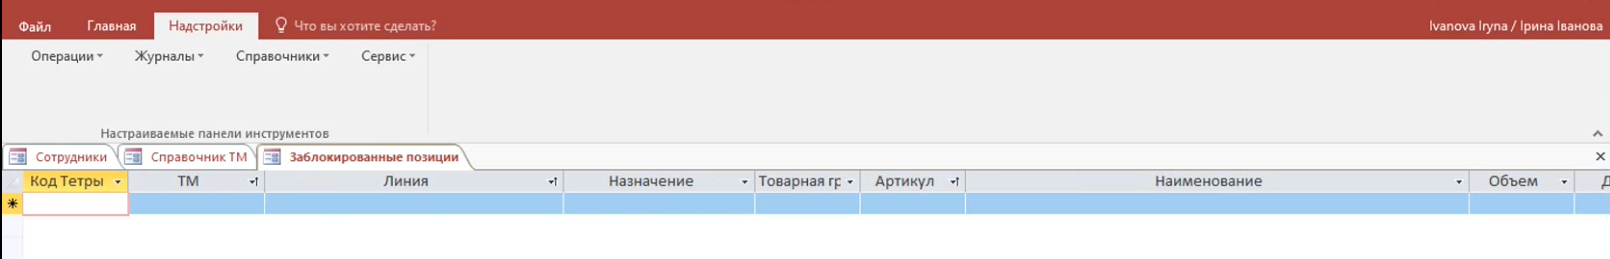 Файл Главная Надстройки Что вы хотите сделать? Ivanova Iryna / Ірина Іванова
Операции Журналы Справочники Сервис
Настраиваемые панели инструментов
Сотрудники Справочник ТМ Заблокированные позиции
Код Тетры ТМ Линия Назначение Товарная гр Артикул Наименование Объем